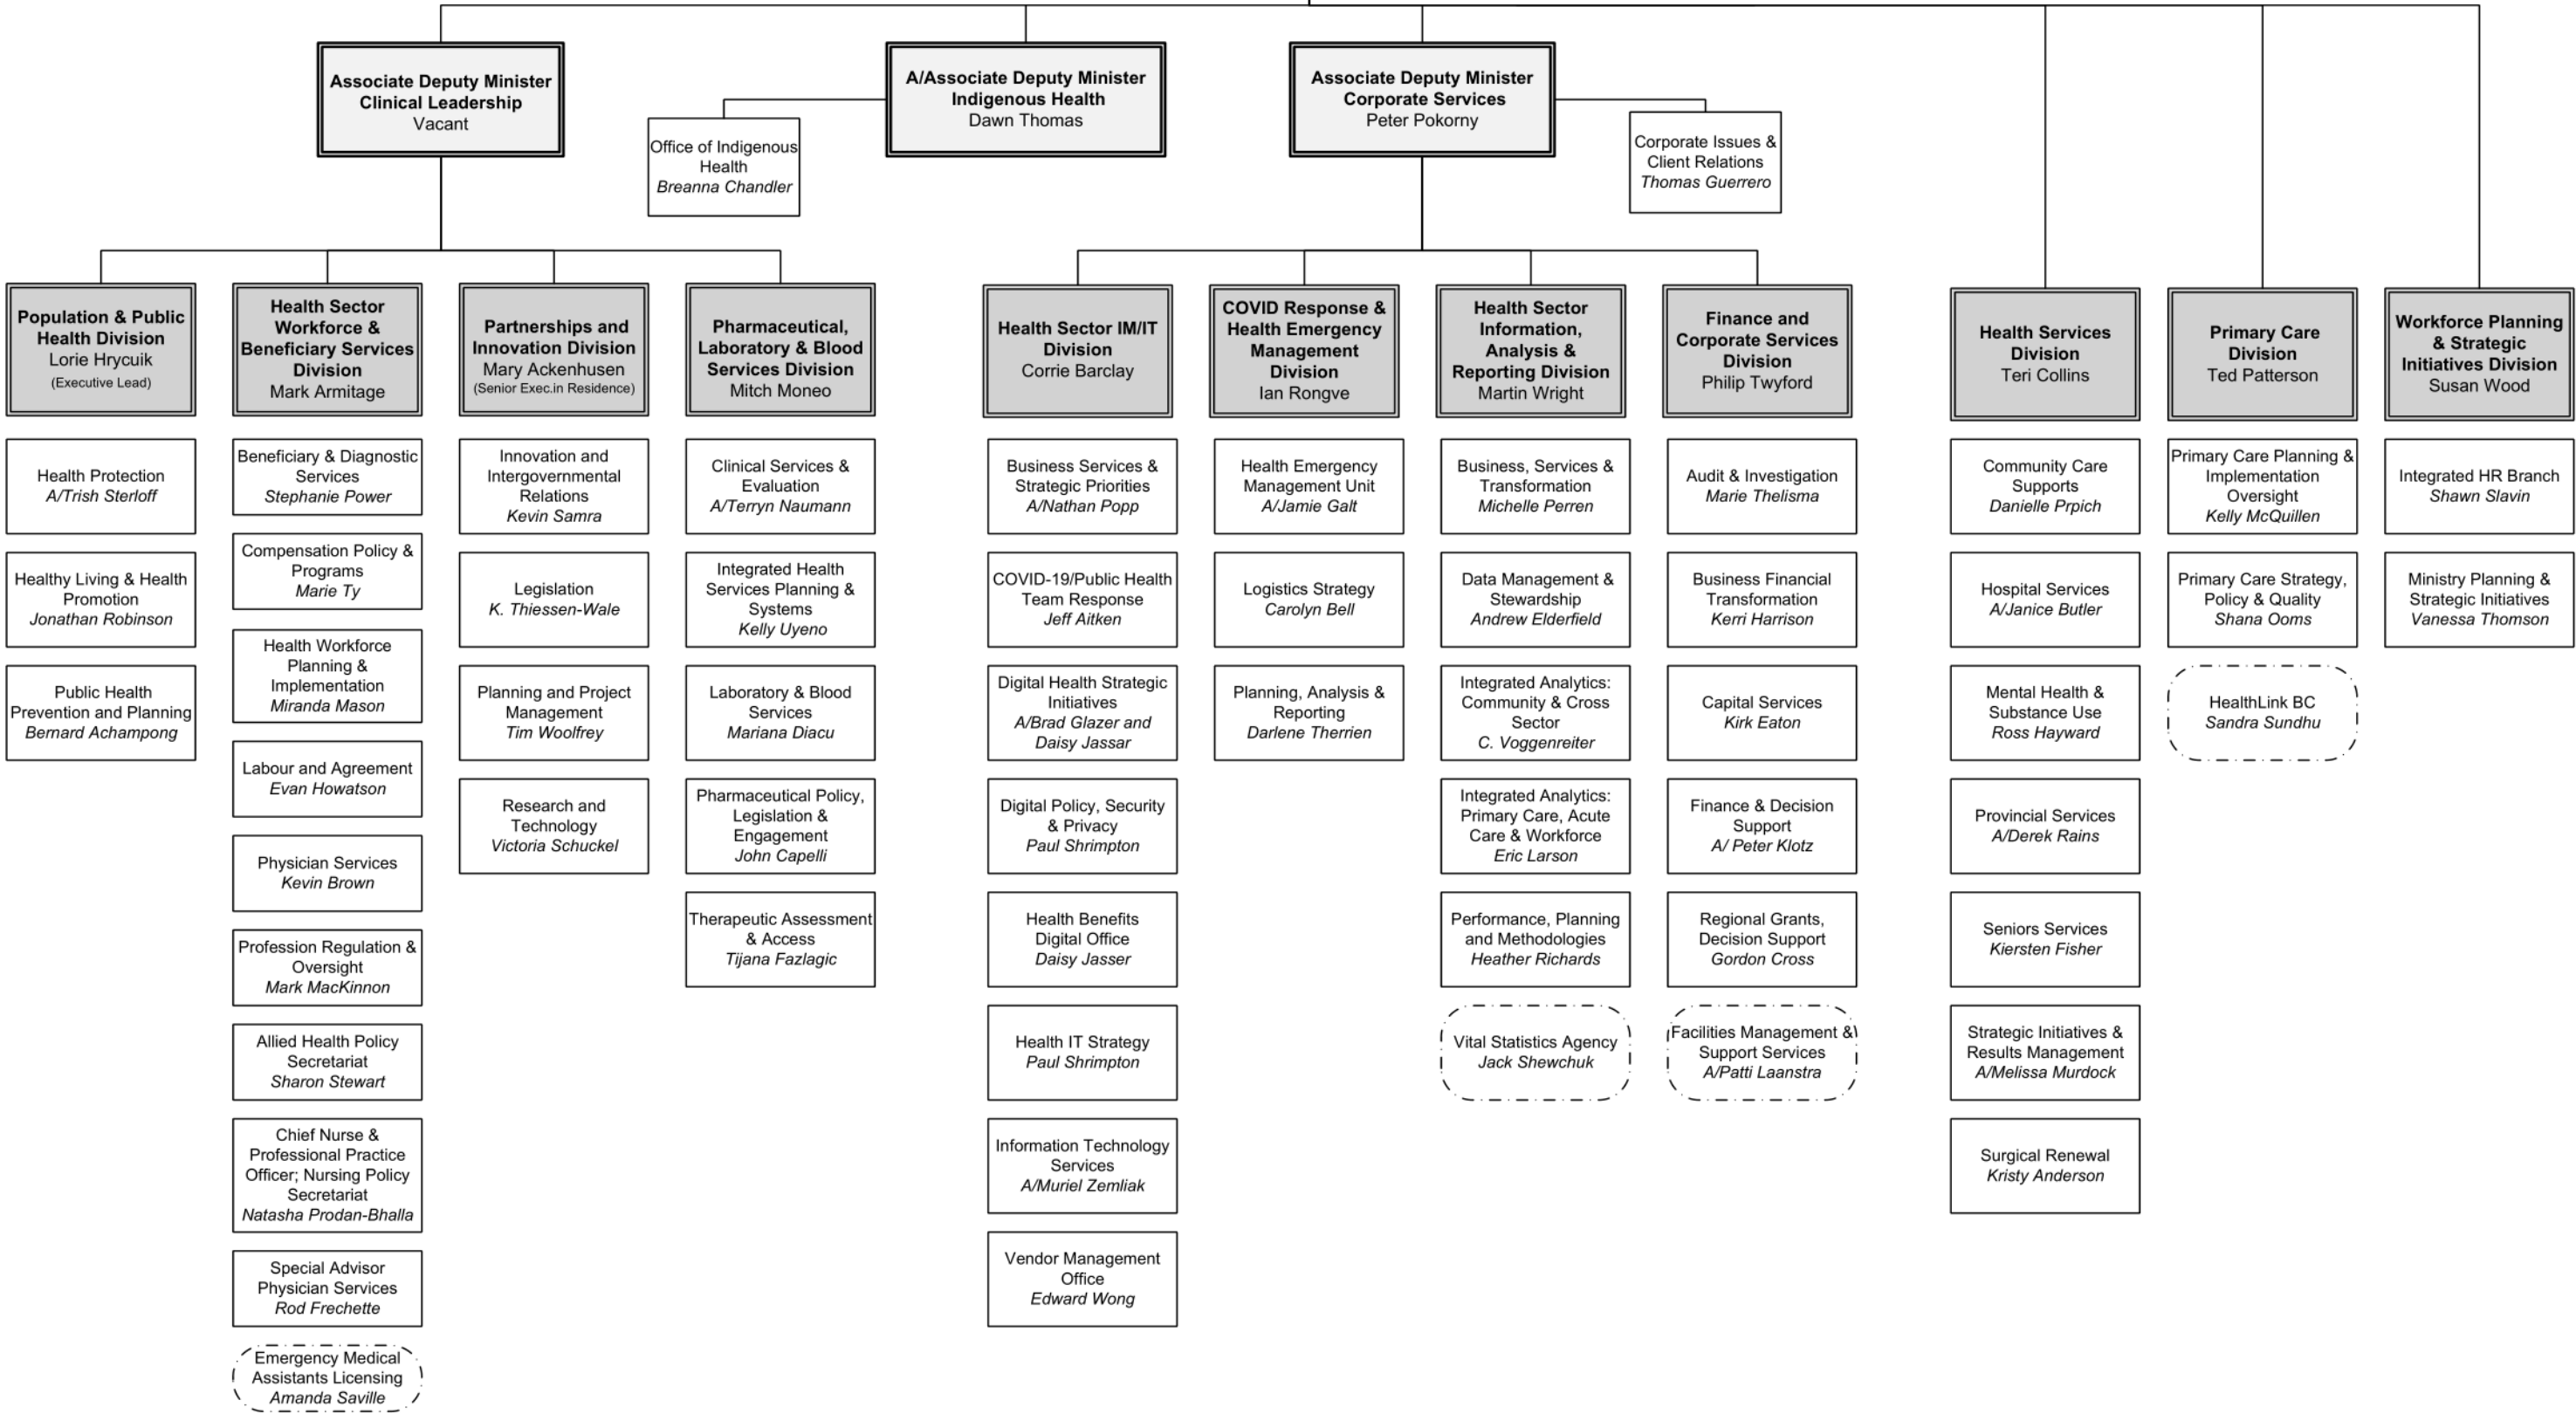 Associate Deputy Minister
Clinical Leadership
Vacant
A/Associate Deputy Minister
Indigenous Health
Dawn Thomas
Office of Indigenous
Health
Breanna Chandler
Associate Deputy Minister
Corporate Services
Peter Pokorny
Corporate Issues &
Client Relations
Thomas Guerrero
Population & Public
Health Division
Lorie Hrycuik
(Executive Lead)
Health Protection
A/Trish Sterloff
Healthy Living & Health
Promotion
Jonathan Robinson
Public Health
Prevention and Planning
Bernard Achampong
Health Sector
Workforce &
Beneficiary Services
Division
Mark Armitage
Beneficiary & Diagnostic
Services
Stephanie Power
Compensation Policy &
Programs
Marie Ty
Health Workforce
Planning &
Implementation
Miranda Mason
Labour and Agreement
Evan Howatson
Physician Services
Kevin Brown
Profession Regulation &
Oversight
Mark MacKinnon
Allied Health Policy
Secretariat
Sharon Stewart
Chief Nurse &
Professional Practice
Officer; Nursing Policy
Secretariat
Natasha Prodan-Bhalla
Special Advisor
Physician Services
Rod Frechette
Emergency Medical
Assistants Licensing
Amanda Saville
Partnerships and
Innovation Division
Mary Ackenhusen
(Senior Exec.in Residence)
Innovation and
Intergovernmental
Relations
Kevin Samra
Legislation
K. Thiessen-Wale
Planning and Project
Management
Tim Woolfrey
Research and
Technology
Victoria Schuckel
Pharmaceutical,
Laboratory & Blood
Services Division
Mitch Moneo
Clinical Services &
Evaluation
A/Terryn Naumann
Integrated Health
Services Planning &
Systems
Kelly Uyeno
Laboratory & Blood
Services
Mariana Diacu
Pharmaceutical Policy,
Legislation &
Engagement
John Capelli
Therapeutic Assessment
& Access
Tijana Fazlagic
Health Sector IM/IT
Division
Corrie Barclay
Business Services &
Strategic Priorities
A/Nathan Popp
COVID-19/Public Health
Team Response
Jeff Aitken
Digital Health Strategic
Initiatives
A/Brad Glazer and
Daisy Jassar
Digital Policy, Security
& Privacy
Paul Shrimpton
Health Benefits
Digital Office
Daisy Jasser
Health IT Strategy
Paul Shrimpton
Information Technology
Services
A/Muriel Zemliak
Vendor Management
Office
Edward Wong
COVID Response &
Health Emergency
Management
Division
Ian Rongve
Health Emergency
Management Unit
A/Jamie Galt
Logistics Strategy
Carolyn Bell
Planning, Analysis &
Reporting
Darlene Therrien
Health Sector
Information,
Analysis &
Reporting Division
Martin Wright
Business, Services &
Transformation
Michelle Perren
Data Management &
Stewardship
Andrew Elderfield
Integrated Analytics:
Community & Cross
Sector
C. Voggenreiter
Integrated Analytics:
Primary Care, Acute
Care & Workforce
Eric Larson
Performance, Planning
and Methodologies
Heather Richards
Vital Statistics Agency
Jack Shewchuk
Finance and
Corporate Services
Division
Philip Twyford
Audit & Investigation
Marie Thelisma
Business Financial
Transformation
Kerri Harrison
Capital Services
Kirk Eaton
Finance & Decision
Support
A/ Peter Klotz
Regional Grants,
Decision Support
Gordon Cross
Facilities Management &
Support Services
A/Patti Laanstra
Health Services
Division
Teri Collins
Community Care
Supports
Danielle Prpich
Hospital Services
A/Janice Butler
Mental Health &
Substance Use
Ross Hayward
Provincial Services
A/Derek Rains
Seniors Services
Kiersten Fisher
Strategic Initiatives &
Results Management
A/Melissa Murdock
Surgical Renewal
Kristy Anderson
Primary Care
Division
Ted Patterson
Primary Care Planning &
Implementation
Oversight
Kelly McQuillen
Primary Care Strategy,
Policy & Quality
Shana Ooms
HealthLink BC
Sandra Sundhu
Workforce Planning
& Strategic
Initiatives Division
Susan Wood
Integrated HR Branch
Shawn Slavin
Ministry Planning &
Strategic Initiatives
Vanessa Thomson